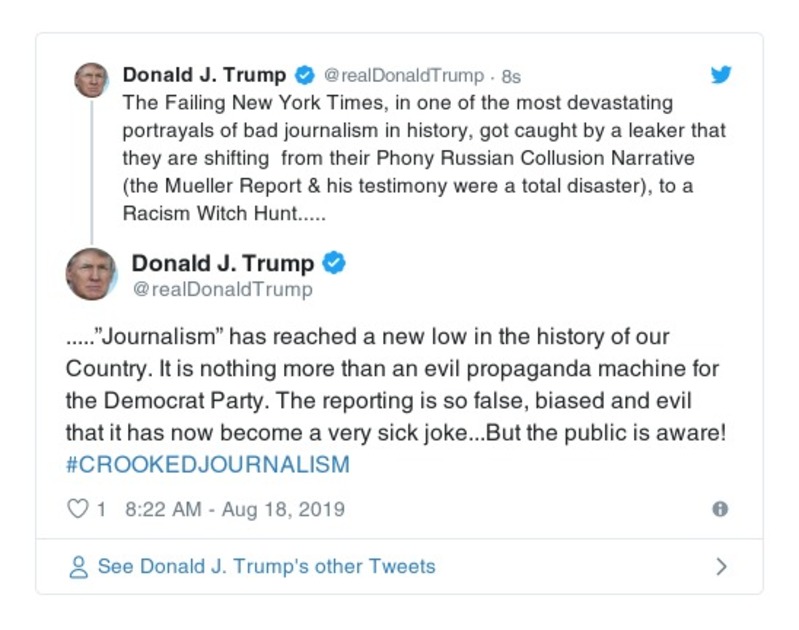 Donald J. Trump @realDonaldTrump · 8s
The Failing New York Times, in one of the most devastating
portrayals of bad journalism in history, got caught by a leaker that
they are shifting  from their Phony Russian Collusion Narrative
(the Mueller Report & his testimony were a total disaster), to a
Racism Witch Hunt.....
Donald J. Trump
@realDonaldTrump
.....”Journalism” has reached a new low in the history of our
Country. It is nothing more than an evil propaganda machine for
the Democrat Party. The reporting is so false, biased and evil
that it has now become a very sick joke...But the public is aware!
#CROOKEDJOURNALISM
1 8:22 AM - Aug 18, 2019
See Donald J. Trump's other Tweets